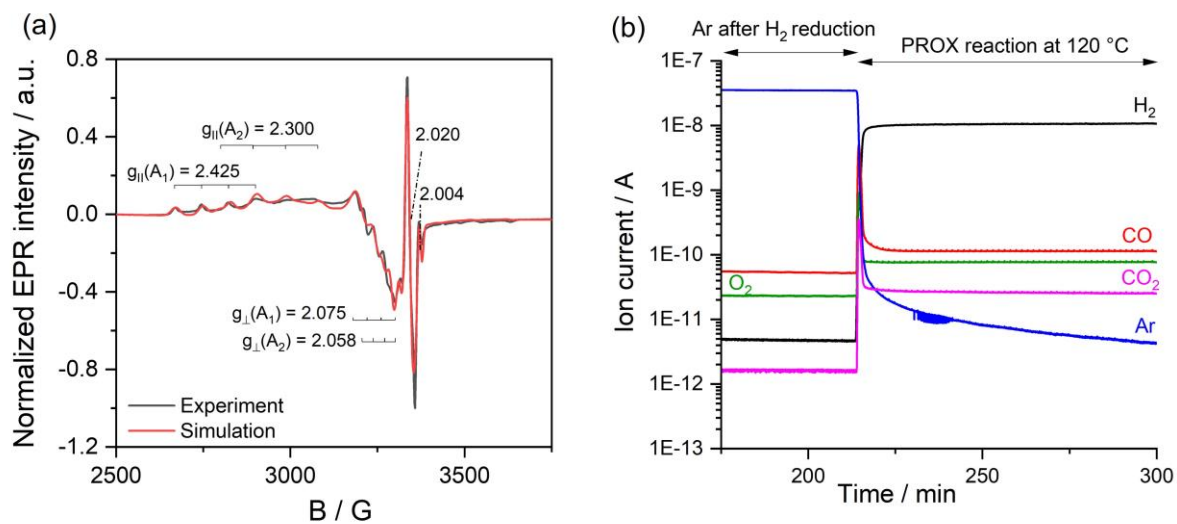 (a)
Normalized EPR intensity / a.u.
0.8
0.4
0.0
-0.4
-0.8
-1.2
g||(A₁) = 2.425
g||(A₂) = 2.300
2.020
2.004
g⊥(A₁) = 2.075
g⊥(A₂) = 2.058
Experiment
Simulation
2500
3000
3500
B / G
(b)
Ar after H₂ reduction
PROX reaction at 120 °C
Ion current / A
1E-7
1E-8
1E-9
1E-10
1E-11
1E-12
1E-13
H₂
CO
O₂
CO₂
Ar
200
250
300
Time / min